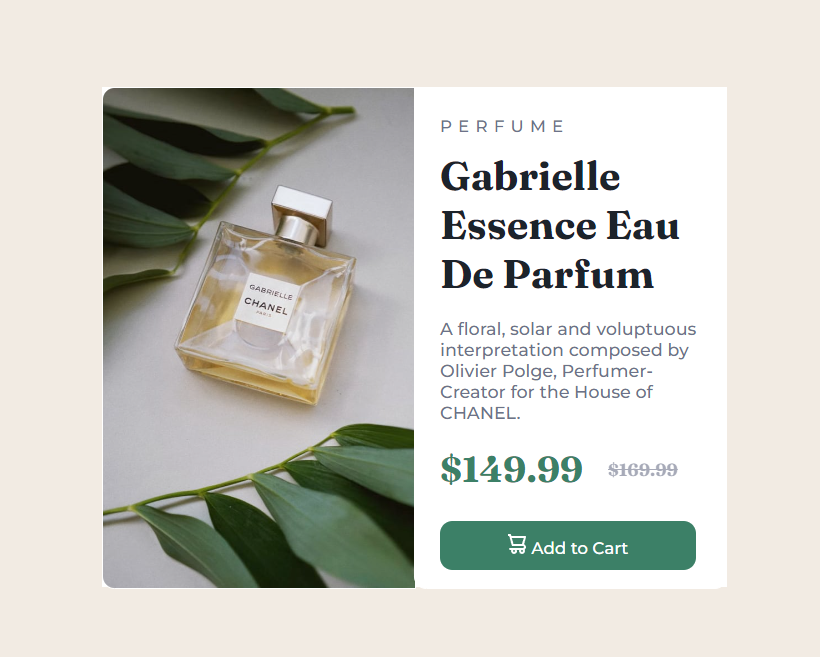 GABRIELLE
CHANEL
PARIS
PERFUME
Gabrielle
Essence Eau
De Parfum
A floral, solar and voluptuous
interpretation composed by
Olivier Polge, Perfumer-
Creator for the House of
CHANEL.
$149.99 $169.99
Add to Cart